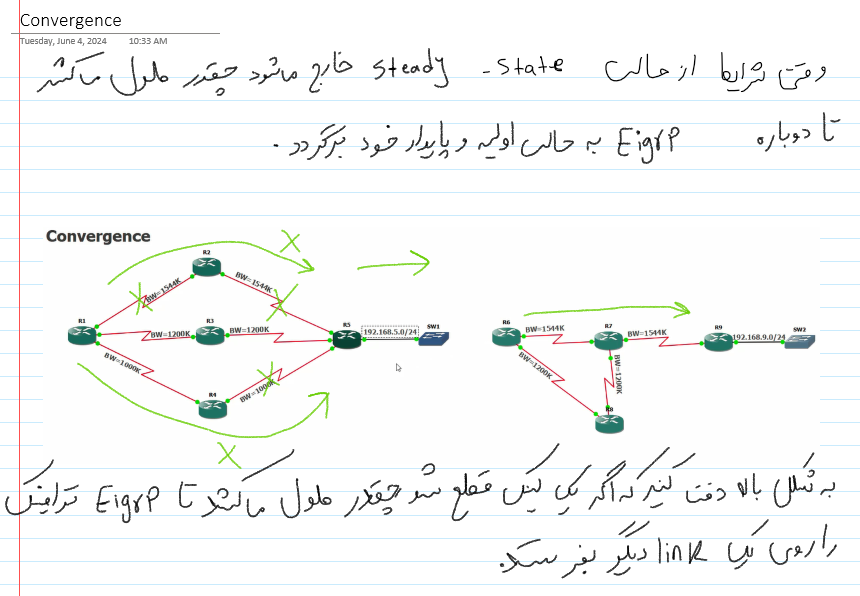 Convergence
Tuesday, June 4, 2024 10:33 AM
وقتی شرایط از حالت steady - state خارج میشود چقدر طول میکشد
تا دوباره Eigrp به حالت اولیه و پایدار خود برگردد .
Convergence
R2
BW=1544K
BW=1544K
R1
R3
BW=1200K
BW=1200K
R5
192.168.5.0/24
SW1
BW=1000K
R4
BW=1000K
R6
BW=1544K
R7
BW=1544K
R9
192.168.9.0/24
SW2
BW=1200K
BW=1200K
R8
به شکل بالا دقت کنید که اگر یک لینک قطع شد چقدر طول میکشد تا Eigrp ترافیک
را روی یک link دیگر بفرستد.